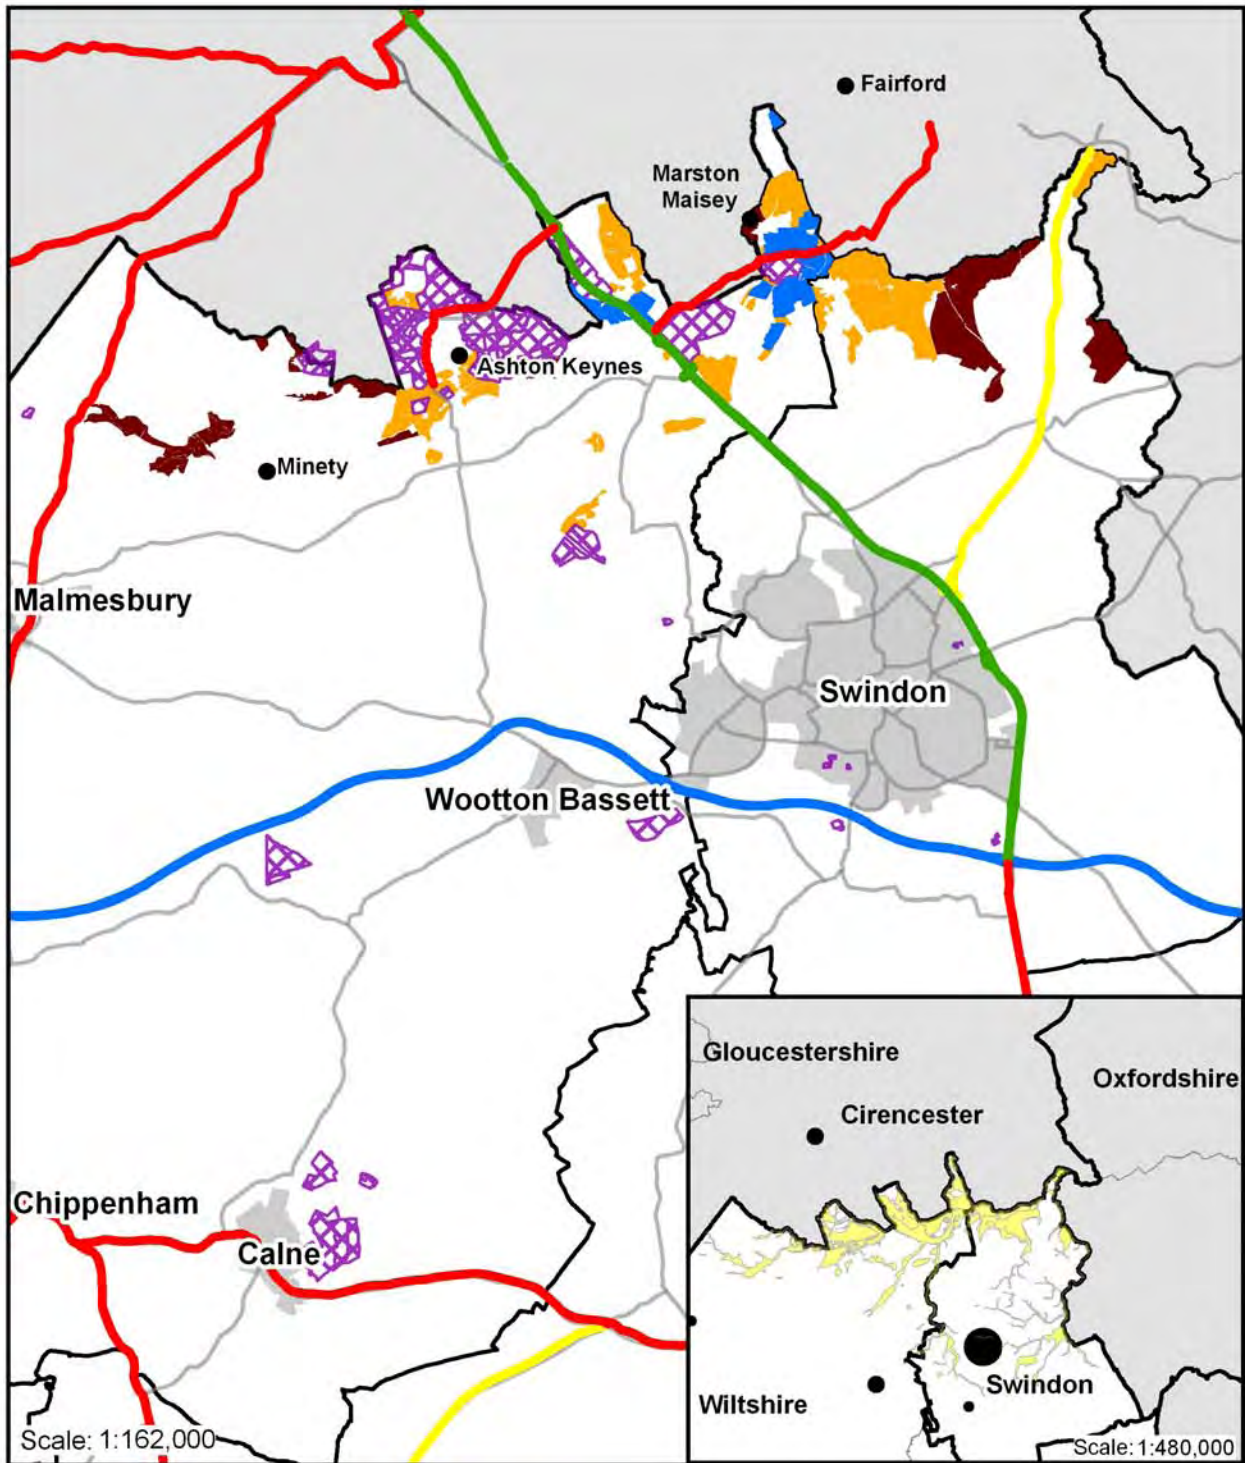 Fairford
Marston
Maisey
Ashton Keynes
Minety
Malmesbury
Swindon
Wootton Bassett
Chippenham
Calne
Scale: 1:162,000
Gloucestershire
Oxfordshire
Cirencester
Swindon
Wiltshire
Scale: 1:480,000